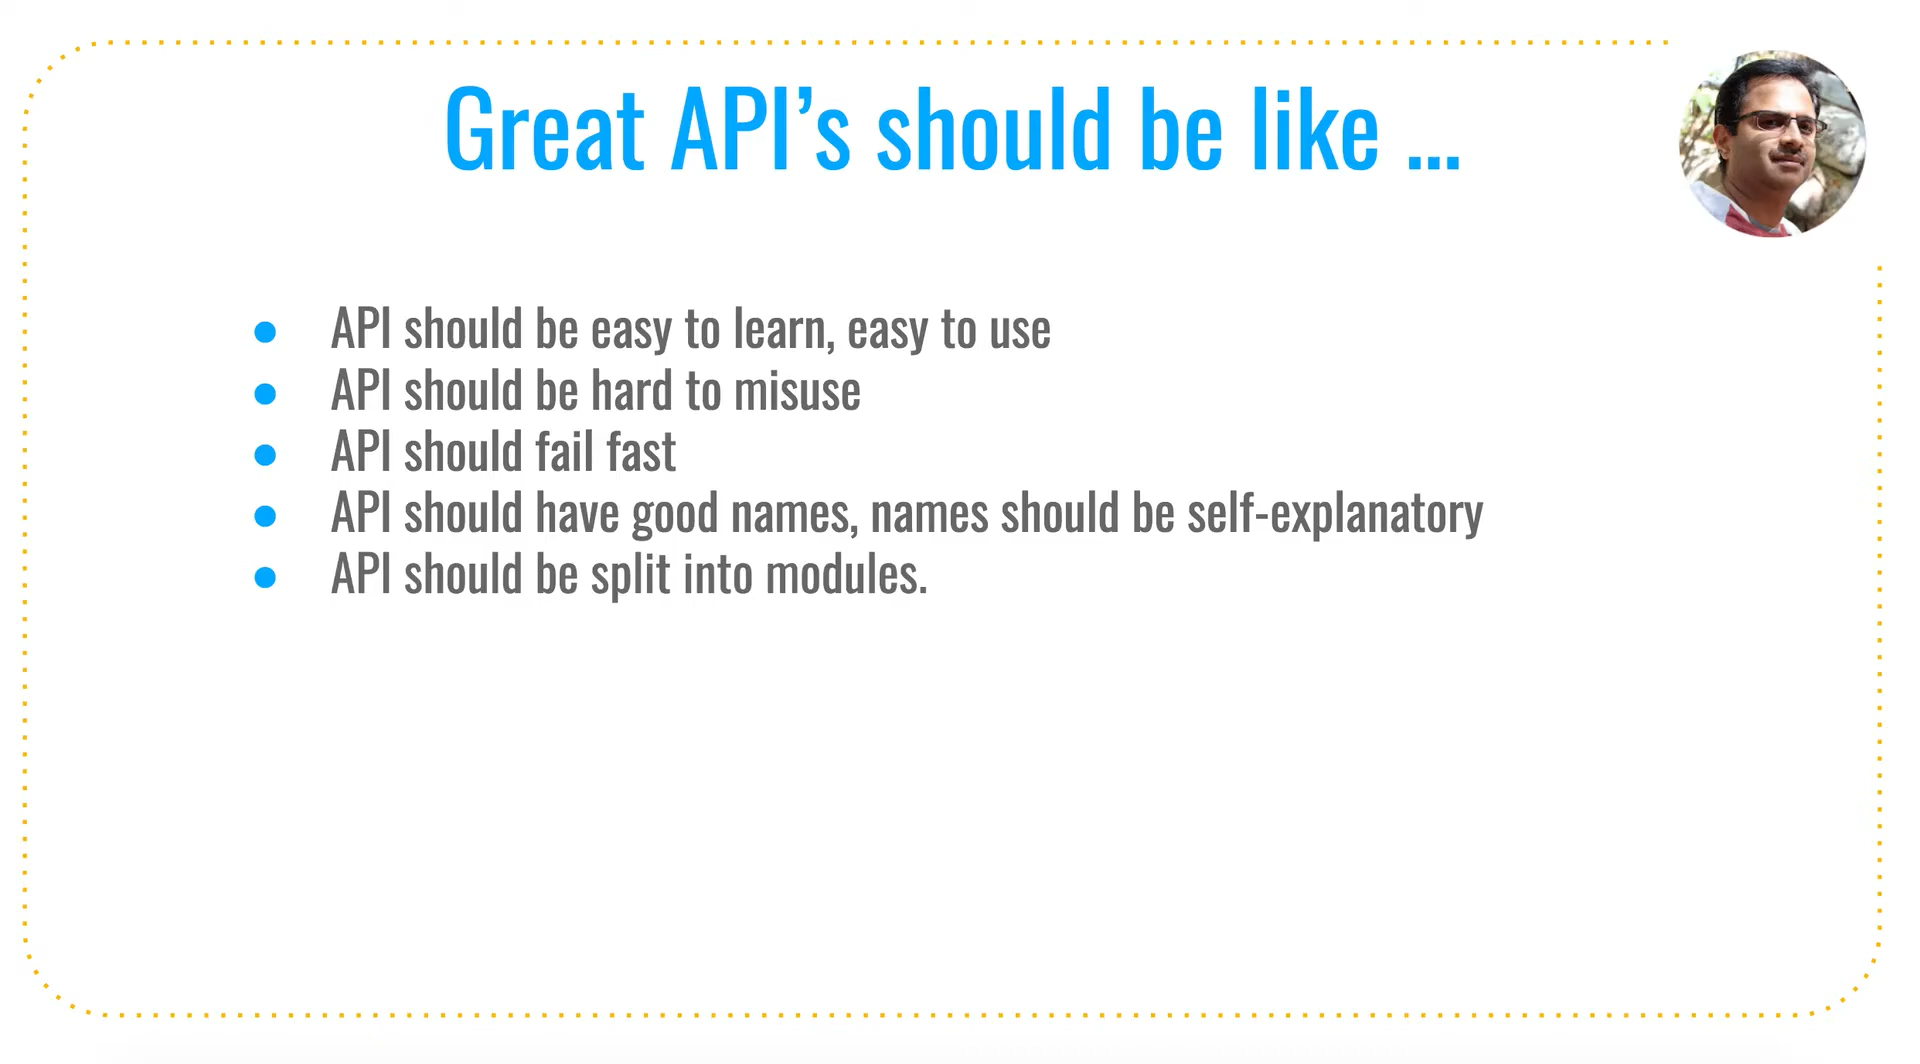 Great API’s should be like ...
● API should be easy to learn, easy to use
● API should be hard to misuse
● API should fail fast
● API should have good names, names should be self-explanatory
● API should be split into modules.